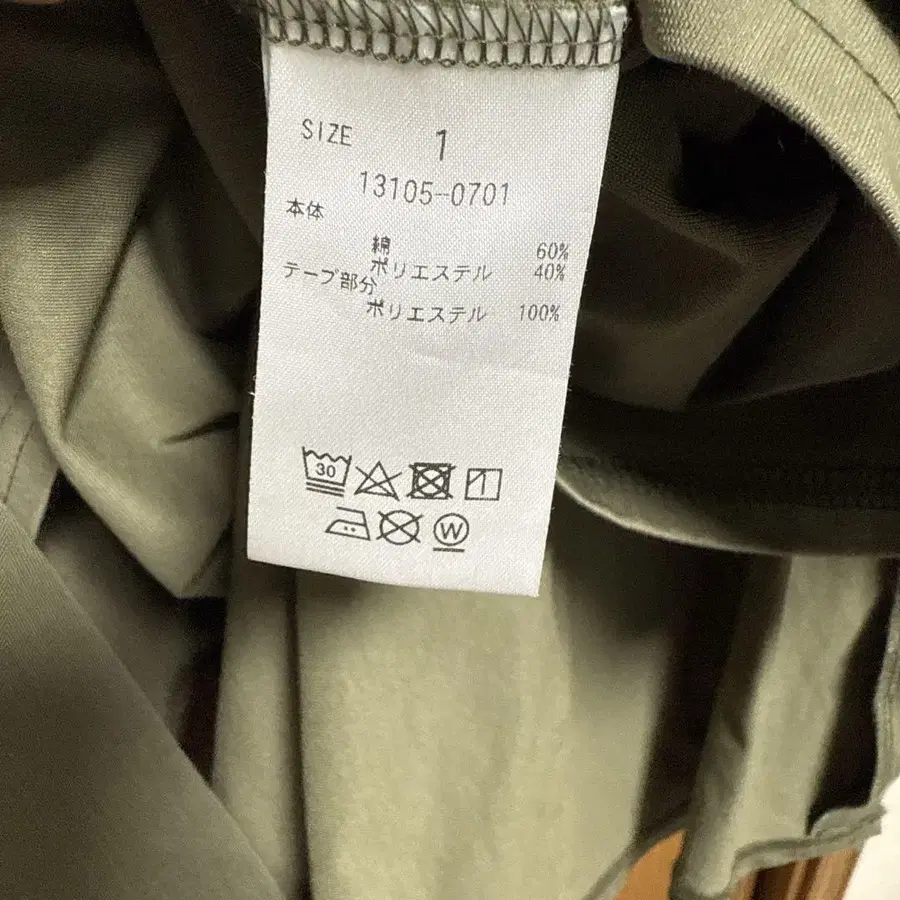 SIZE 1
13105-0701
本体
綿 60%
ポリエステル 40%
テープ部分
ポリエステル 100%
30
W